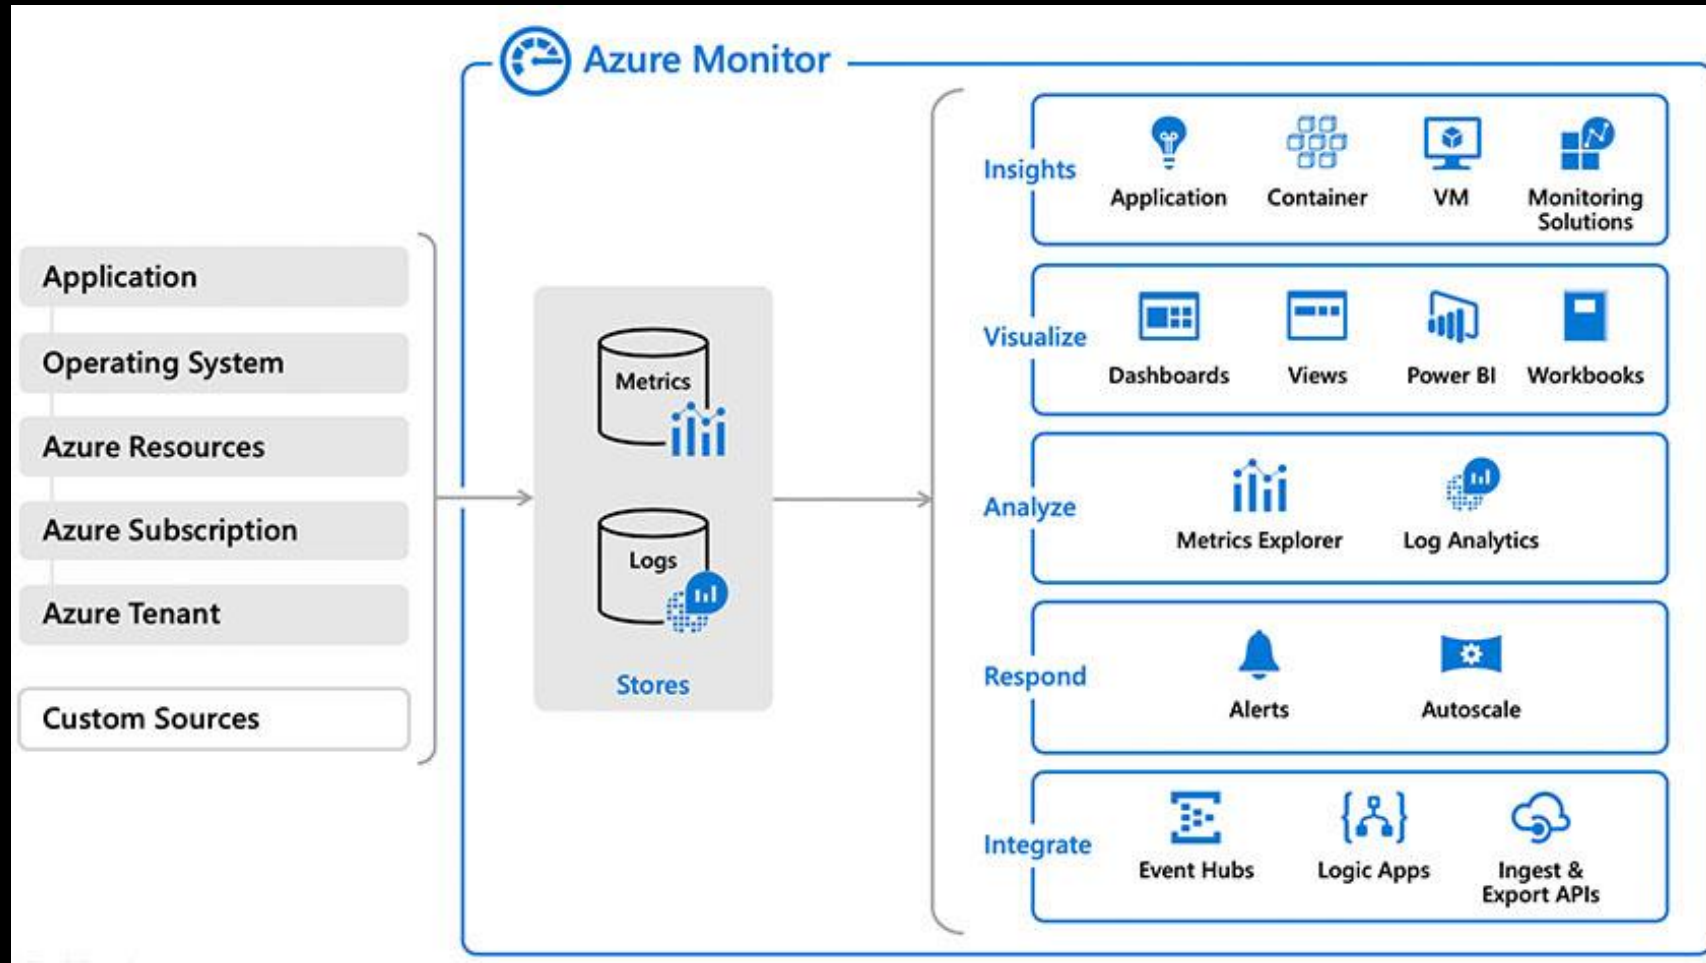 Azure Monitor
Application
Operating System
Azure Resources
Azure Subscription
Azure Tenant
Custom Sources
Metrics
Logs
Stores
Insights
Application
Container
VM
Monitoring
Solutions
Visualize
Dashboards
Views
Power BI
Workbooks
Analyze
Metrics Explorer
Log Analytics
Respond
Alerts
Autoscale
Integrate
Event Hubs
Logic Apps
Ingest &
Export APIs